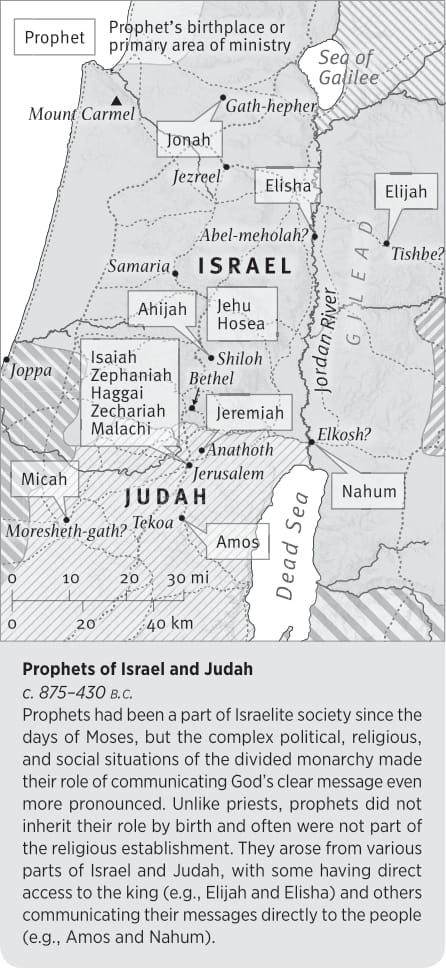 Prophet
Prophet’s birthplace or
primary area of ministry
Sea of
Galilee
Mount Carmel
Gath-hepher
Jonah
Jezreel
Elisha
Elijah
Abel-meholah?
Tishbe?
GILEAD
Samaria
ISRAEL
Jordan River
Ahijah
Jehu
Hosea
Joppa
Shiloh
Isaiah
Zephaniah
Haggai
Zechariah
Malachi
Bethel
Jeremiah
Elkosh?
Anathoth
Jerusalem
Micah
Nahum
JUDAH
Moresheth-gath?
Tekoa
Amos
Dead Sea
0 10 20 30 mi
0 20 40 km
Prophets of Israel and Judah
c. 875–430 B.C.
Prophets had been a part of Israelite society since the
days of Moses, but the complex political, religious,
and social situations of the divided monarchy made
their role of communicating God’s clear message even
more pronounced. Unlike priests, prophets did not
inherit their role by birth and often were not part of
the religious establishment. They arose from various
parts of Israel and Judah, with some having direct
access to the king (e.g., Elijah and Elisha) and others
communicating their messages directly to the people
(e.g., Amos and Nahum).